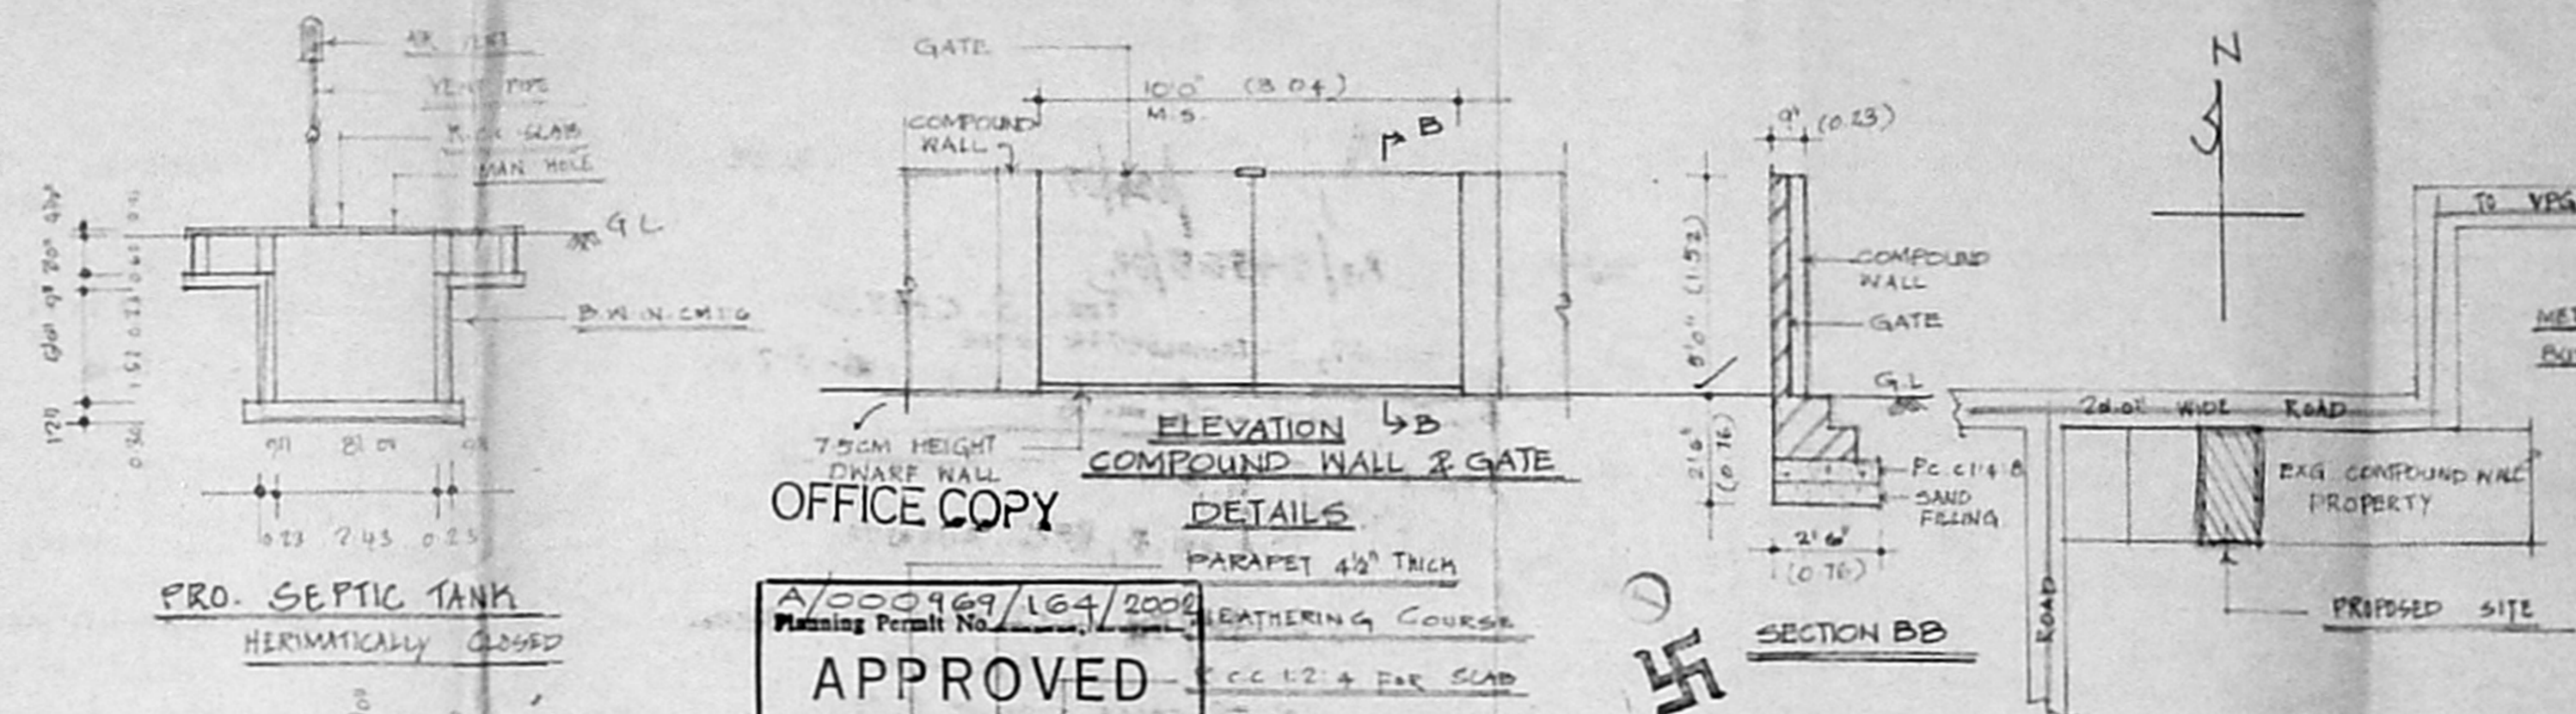 AIR VENT
VENT PIPE
R.C.C SLAB
MAN HOLE
G L
B.W IN C.M 1:6
0.23 2.43 0.23
PRO. SEPTIC TANK
HERIMATICALLY CLOSED
GATE
10'0" (3.04)
M.S.
COMPOUND
WALL
B
B
7.5CM HEIGHT
DWARF WALL
ELEVATION
COMPOUND WALL & GATE
DETAILS
OFFICE COPY
PARAPET 4½" THICK
A/000969/164/2002
Planning Permit No
APPROVED
WEATHERING COURSE
R C C 1:2:4 FOR SLAB
9" (0.23)
5'0" (1.52)
COMPOUND
WALL
GATE
G.L
2'6"
(0.76)
P.C.C 1:4:8
SAND
FILLING
2'6"
(0.76)
SECTION BB
N
20'.0" WIDE ROAD
EXG COMPOUND WALL
PROPERTY
ROAD
PROPOSED SITE
TO